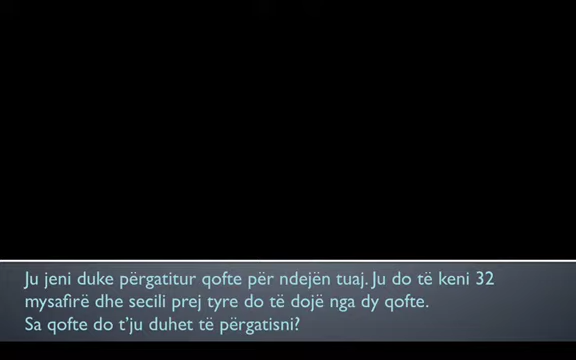 Ju jeni duke përgatitur qofte për ndejën tuaj. Ju do të keni 32
mysafirë dhe secili prej tyre do të dojë nga dy qofte.
Sa qofte do t’ju duhet të përgatisni?